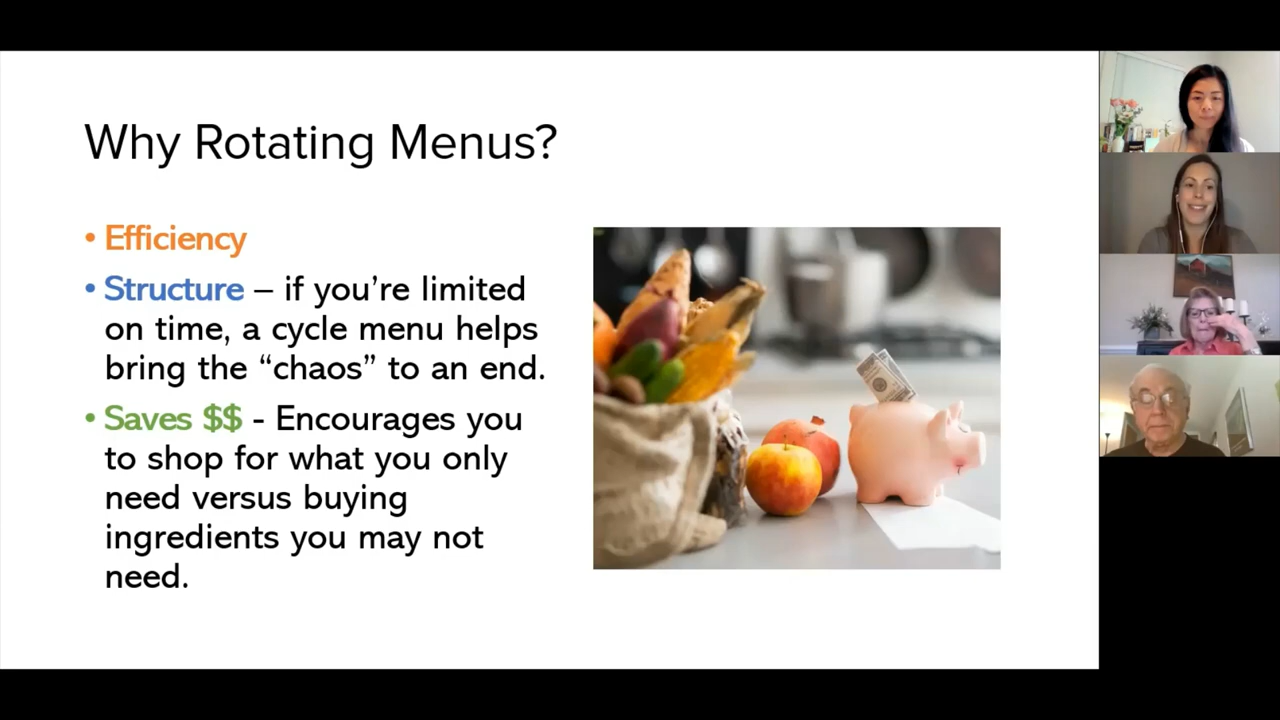 Why Rotating Menus?
• Efficiency
• Structure – if you’re limited
on time, a cycle menu helps
bring the “chaos” to an end.
• Saves $$ - Encourages you
to shop for what you only
need versus buying
ingredients you may not
need.